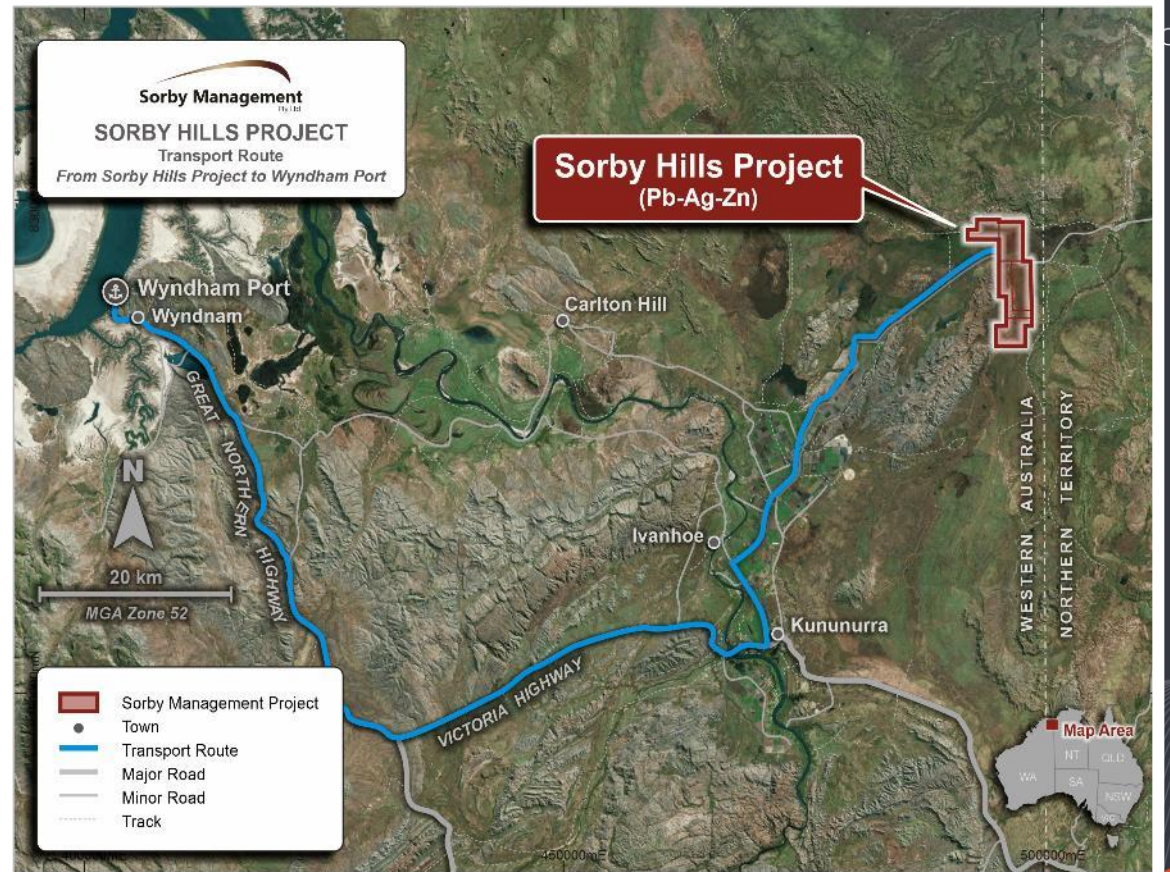 Sorby Management
Pty Ltd
SORBY HILLS PROJECT
Transport Route
From Sorby Hills Project to Wyndham Port
Sorby Hills Project
(Pb-Ag-Zn)
Wyndham Port
Wyndnam
Carlton Hill
GREAT NORTHERN HIGHWAY
N
20 km
MGA Zone 52
Ivanhoe
Kununurra
VICTORIA HIGHWAY
WESTERN AUSTRALIA
NORTHERN TERRITORY
Sorby Management Project
Town
Transport Route
Major Road
Minor Road
Track
Map Area
WA
NT
QLD
SA
NSW
450000mE
500000mE